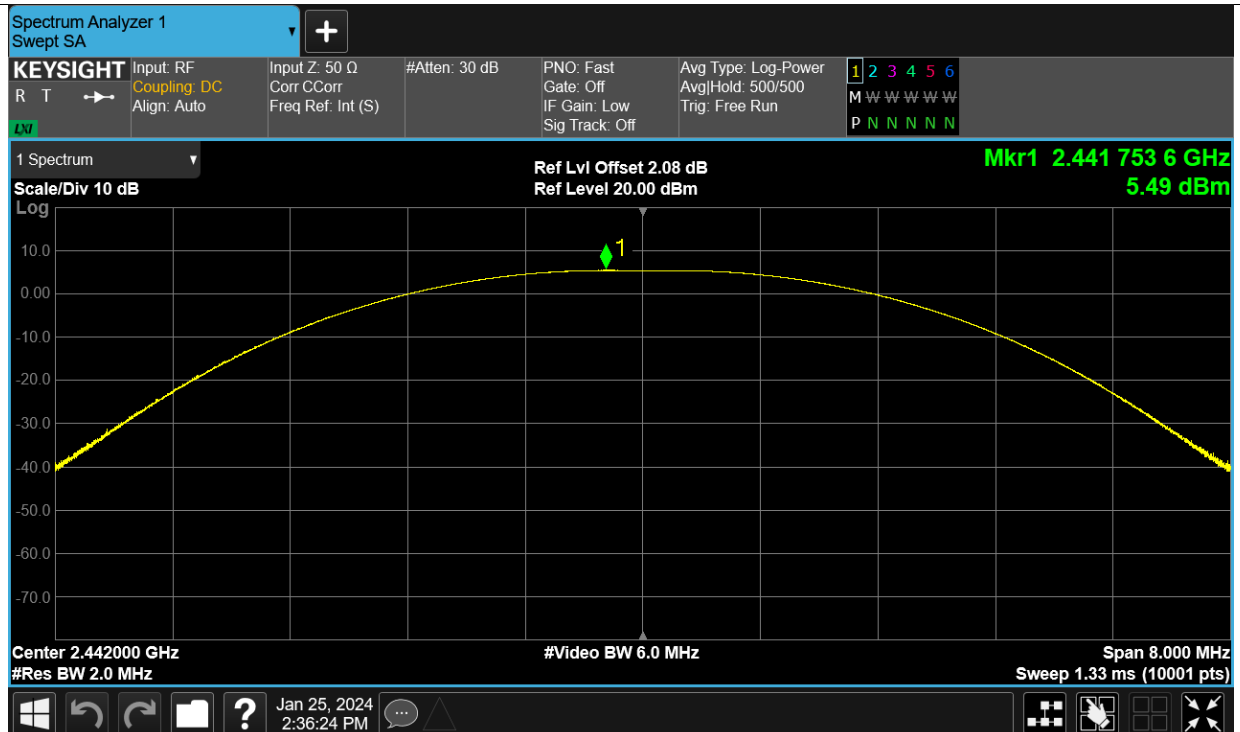 Spectrum Analyzer 1
Swept SA
KEYSIGHT
R T
LXI
Input: RF
Coupling: DC
Align: Auto
Input Z: 50 Ω
Corr CCorr
Freq Ref: Int (S)
#Atten: 30 dB
PNO: Fast
Gate: Off
IF Gain: Low
Sig Track: Off
Avg Type: Log-Power
Avg|Hold: 500/500
Trig: Free Run
1 2 3 4 5 6
M W W W W W
P N N N N N
1 Spectrum
Scale/Div 10 dB
Log
Ref Lvl Offset 2.08 dB
Ref Level 20.00 dBm
Mkr1 2.441 753 6 GHz
5.49 dBm
1
10.0
0.00
-10.0
-20.0
-30.0
-40.0
-50.0
-60.0
-70.0
Center 2.442000 GHz
#Res BW 2.0 MHz
#Video BW 6.0 MHz
Span 8.000 MHz
Sweep 1.33 ms (10001 pts)
?
Jan 25, 2024
2:36:24 PM